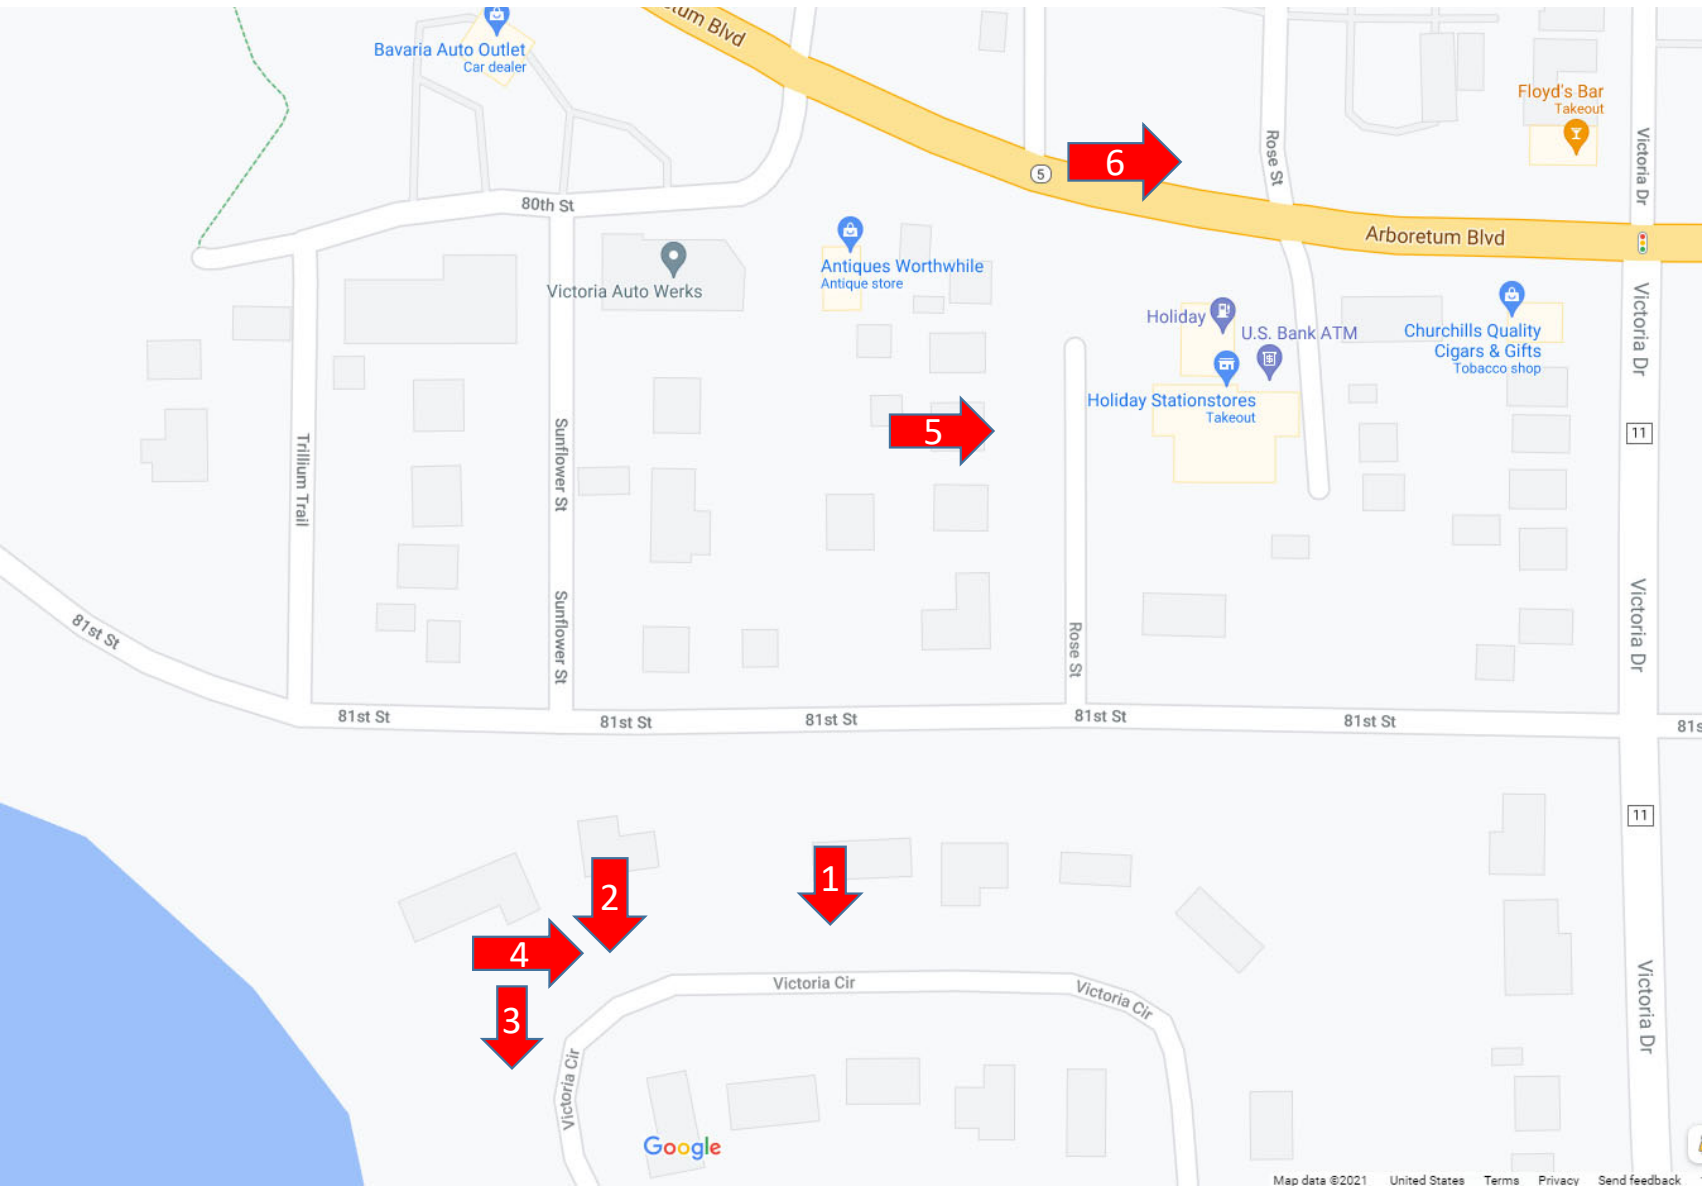 tum Blvd
Bavaria Auto Outlet
Car dealer
Floyd's Bar
Takeout
Rose St
Victoria Dr
6
5
80th St
Arboretum Blvd
Antiques Worthwhile
Antique store
Victoria Auto Werks
Holiday
U.S. Bank ATM
Churchills Quality
Cigars & Gifts
Tobacco shop
Victoria Dr
Holiday Stationstores
Takeout
5
11
Trillium Trail
Sunflower St
Sunflower St
81st St
Rose St
Victoria Dr
81st St
81st St
81st St
81st St
81st St
81s
11
2
1
4
3
Victoria Cir
Victoria Cir
Victoria Cir
Victoria Dr
Google
Map data ©2021 United States Terms Privacy Send feedback